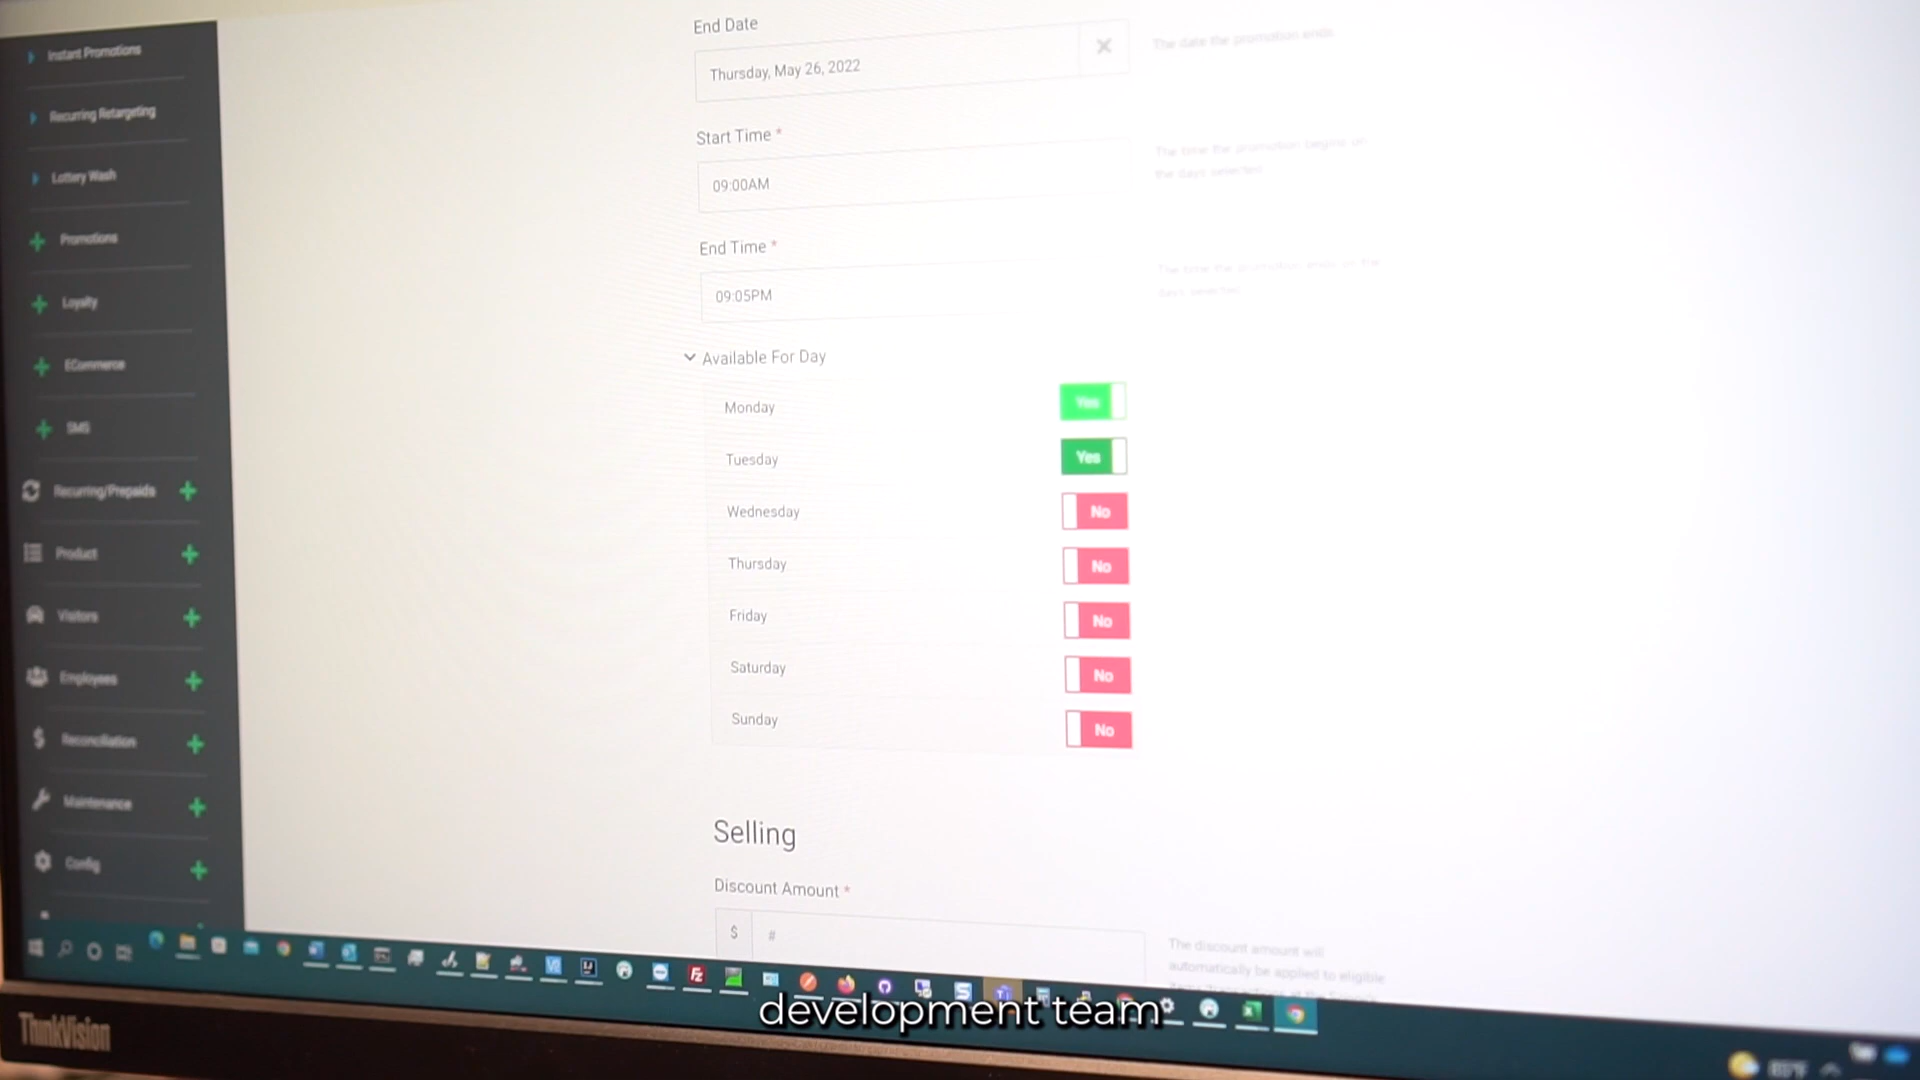 Instant Promotions
Recurring Retargeting
Lottery Wash
Promotions
Loyalty
ECommerce
SMS
Recurring/Prepaids
Product
Visitors
Employees
Reconciliation
Maintenance
Config
End Date
Thursday, May 26, 2022
The date the promotion ends
Start Time *
09:00AM
The time the promotion begins on
the days selected
End Time *
09:05PM
The time the promotion ends on the
days selected
Available For Day
Monday Yes
Tuesday Yes
Wednesday No
Thursday No
Friday No
Saturday No
Sunday No
Selling
Discount Amount *
$ #
The discount amount will
automatically be applied to eligible
development team
ThinkVision